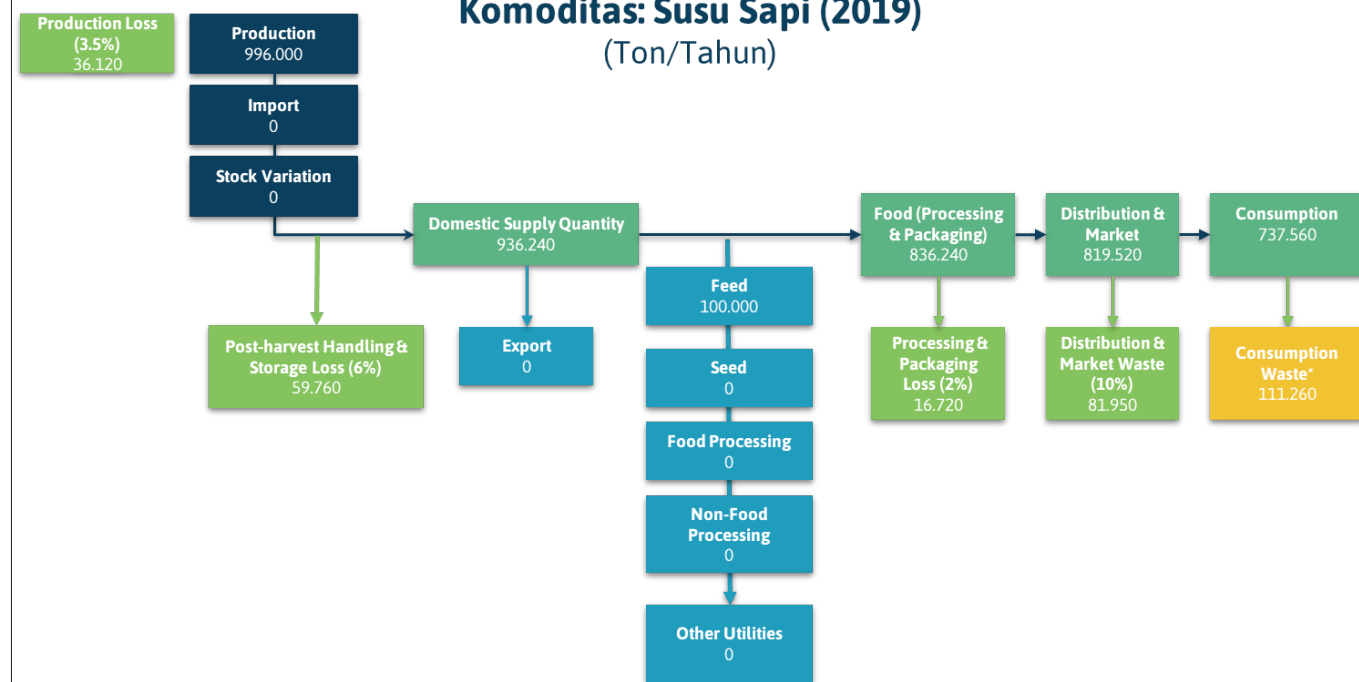 Komoditas: Susu Sapi (2019)
(Ton/Tahun)
Production Loss
(3.5%)
36.120
Production
996.000
Import
0
Stock Variation
0
Domestic Supply Quantity
936.240
Food (Processing
& Packaging)
836.240
Distribution &
Market
819.520
Consumption
737.560
Post-harvest Handling &
Storage Loss (6%)
59.760
Export
0
Feed
100.000
Seed
0
Food Processing
0
Non-Food
Processing
0
Other Utilities
0
Processing &
Packaging
Loss (2%)
16.720
Distribution &
Market Waste
(10%)
81.950
Consumption
Waste*
111.260